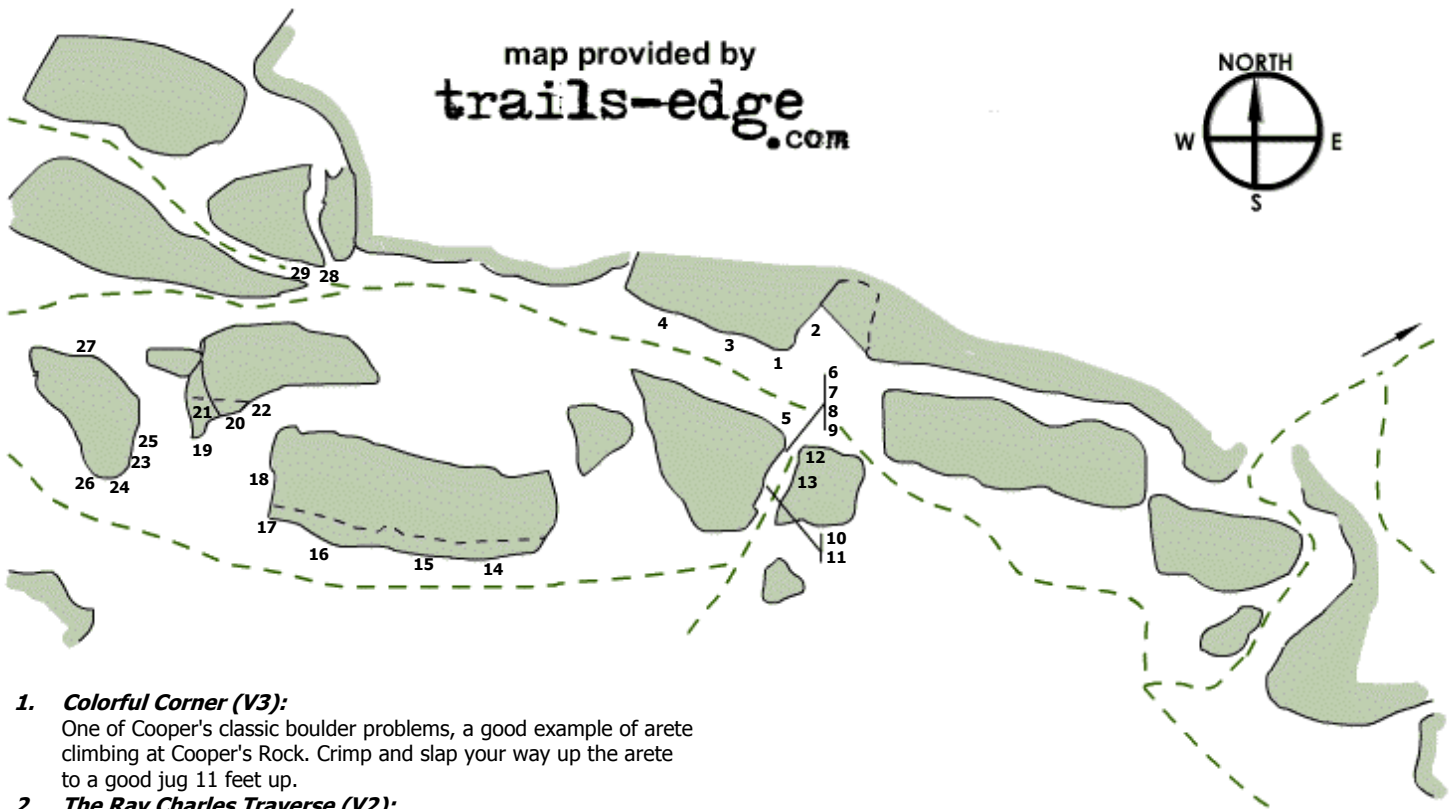 map provided by
trails-edge
.com
NORTH
W
E
S
29 28
4
2
3
1
27
6
7
8
9
5
21 22
20
19
25
23
26 24
12
13
18
17
16
15
14
10
11
1. Colorful Corner (V3):
One of Cooper's classic boulder problems, a good example of arete
climbing at Cooper's Rock. Crimp and slap your way up the arete
to a good jug 11 feet up.
2. The Ray Charles Traverse (V2):